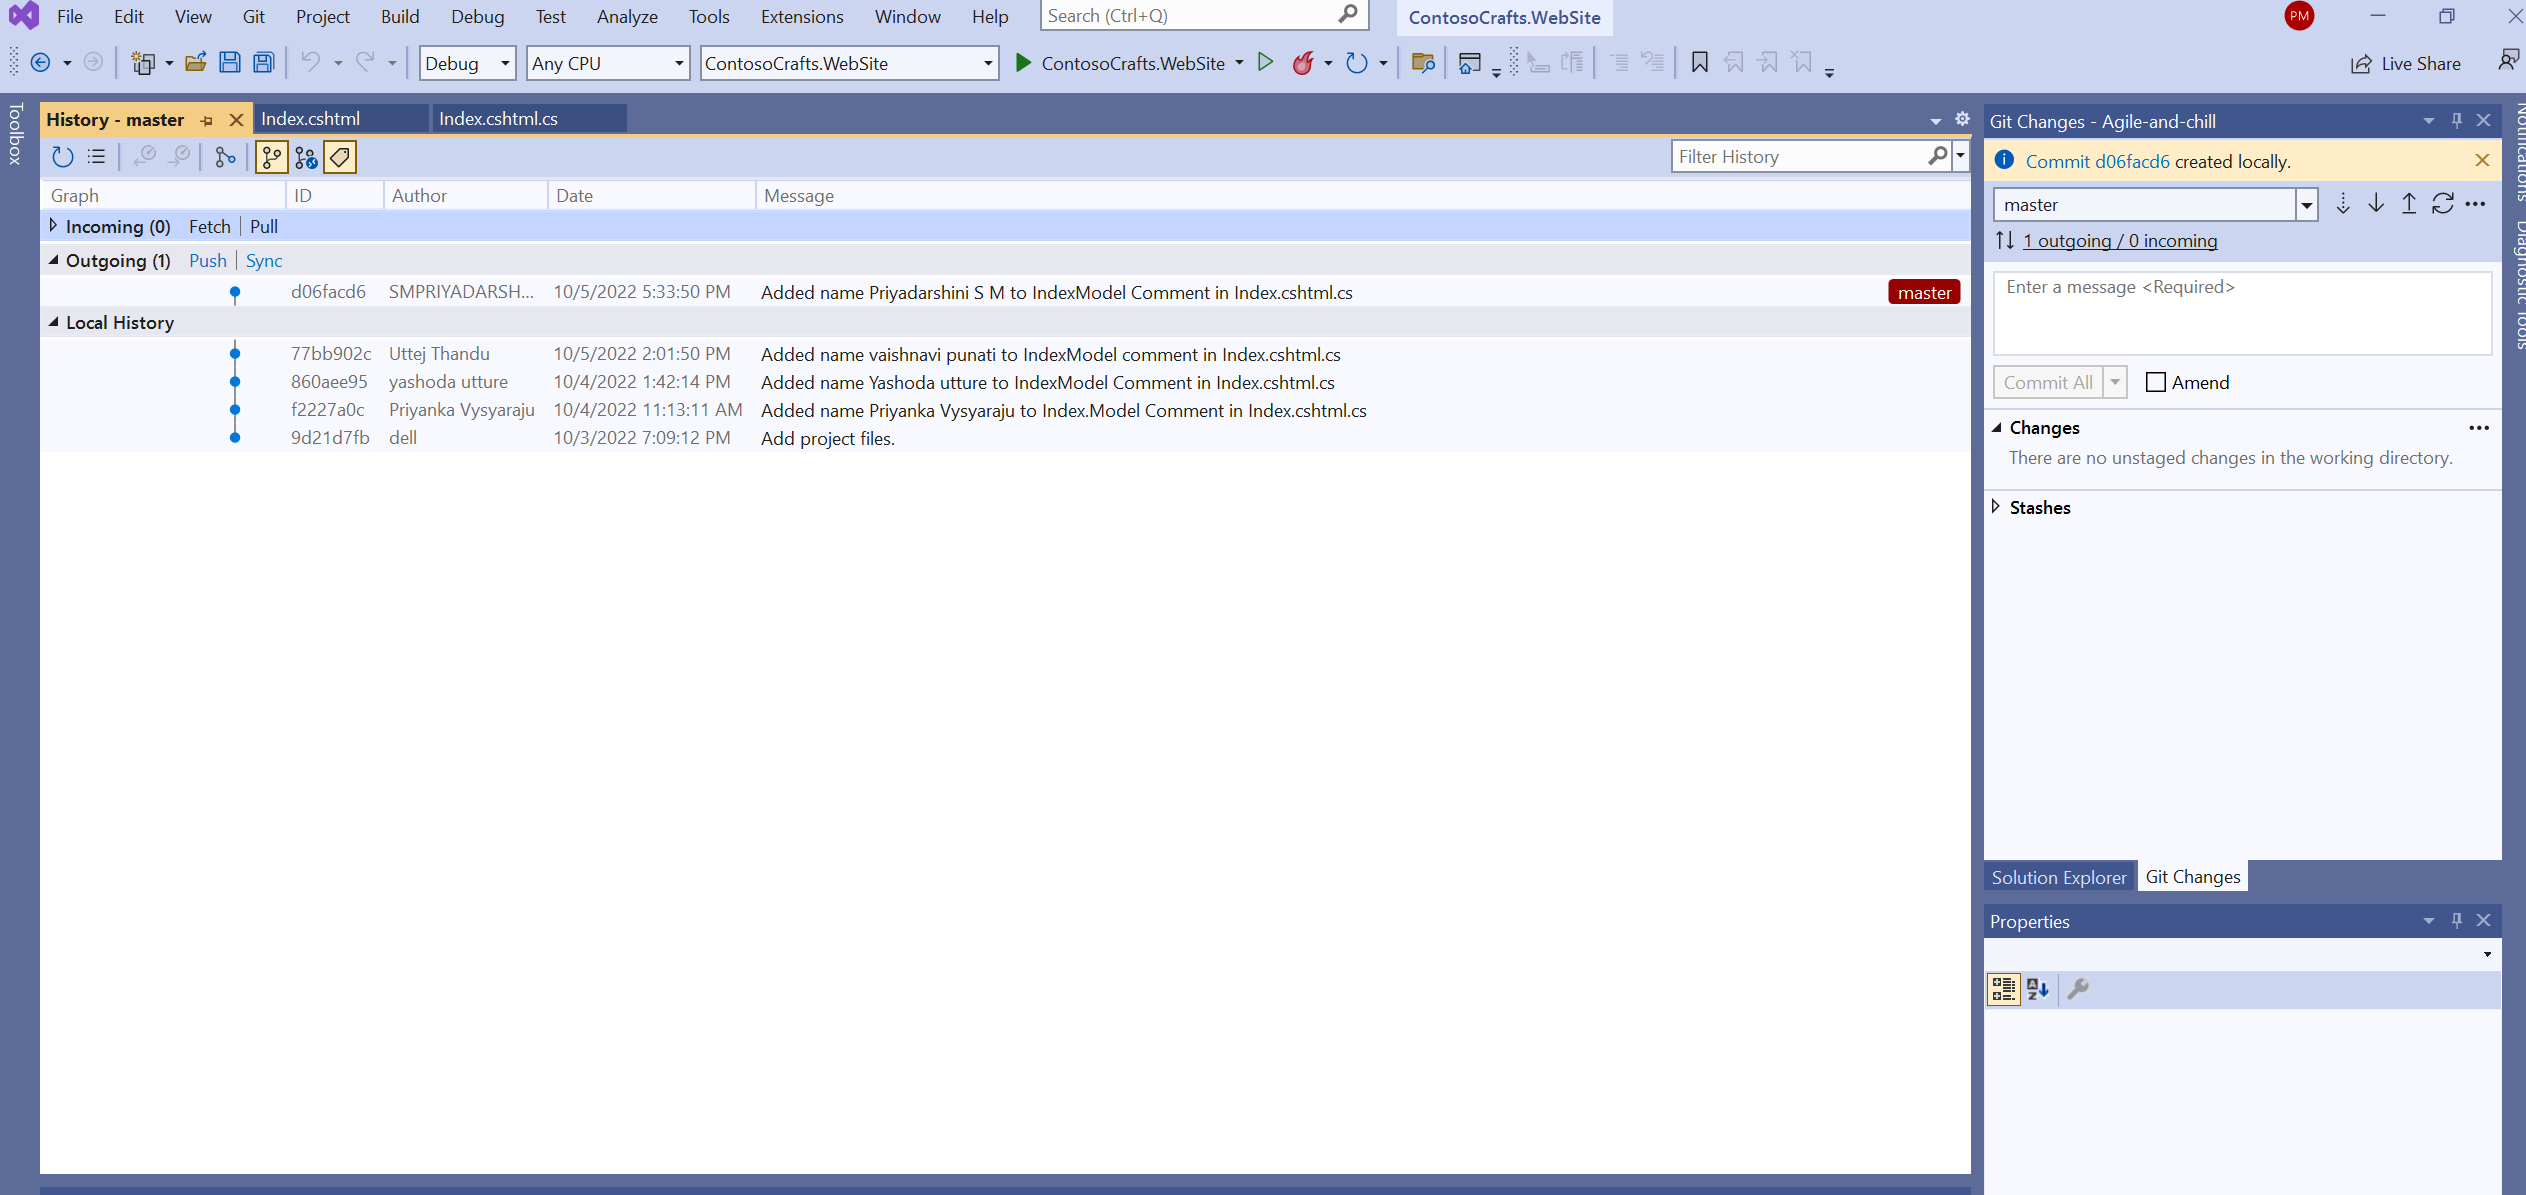 File Edit View Git Project Build Debug Test Analyze Tools Extensions Window Help Search (Ctrl+Q) ContosoCrafts.WebSite PM
Debug Any CPU ContosoCrafts.WebSite ContosoCrafts.WebSite Live Share
Toolbox
History - master Index.cshtml Index.cshtml.cs
Filter History
Graph ID Author Date Message
Incoming (0) Fetch Pull
Outgoing (1) Push Sync
d06facd6 SMPRIYADARSH... 10/5/2022 5:33:50 PM Added name Priyadarshini S M to IndexModel Comment in Index.cshtml.cs master
Local History
77bb902c Uttej Thandu 10/5/2022 2:01:50 PM Added name vaishnavi punati to IndexModel comment in Index.cshtml.cs
860aee95 yashoda utture 10/4/2022 1:42:14 PM Added name Yashoda utture to IndexModel Comment in Index.cshtml.cs
f2227a0c Priyanka Vysyaraju 10/4/2022 11:13:11 AM Added name Priyanka Vysyaraju to Index.Model Comment in Index.cshtml.cs
9d21d7fb dell 10/3/2022 7:09:12 PM Add project files.
Git Changes - Agile-and-chill
Commit d06facd6 created locally.
master
1 outgoing / 0 incoming
Enter a message <Required>
Commit All Amend
Changes
There are no unstaged changes in the working directory.
Stashes
Solution Explorer Git Changes
Properties
Notifications
Diagnostic Tools